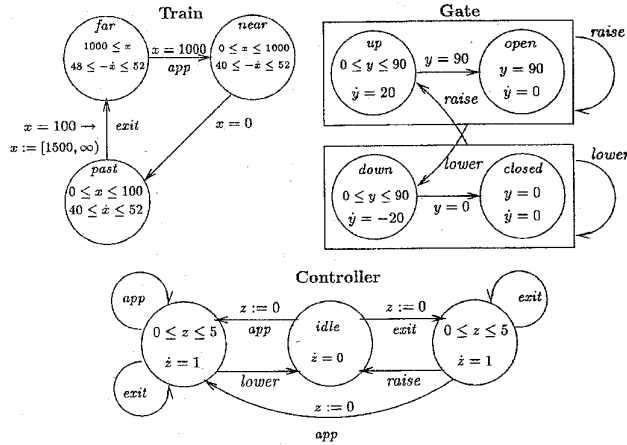 Train
far
1000 ≤ x
48 ≤ −ẋ ≤ 52
x = 1000
app
near
0 ≤ x ≤ 1000
40 ≤ −ẋ ≤ 52
x = 100 →
x := [1500, ∞)
exit
x = 0
past
0 ≤ x ≤ 100
40 ≤ ẋ ≤ 52
Gate
up
0 ≤ y ≤ 90
ẏ = 20
y = 90
open
y = 90
ẏ = 0
raise
raise
lower
down
0 ≤ y ≤ 90
ẏ = −20
y = 0
closed
y = 0
ẏ = 0
lower
Controller
app
exit
0 ≤ z ≤ 5
ż = 1
z := 0
app
lower
idle
ż = 0
z := 0
exit
raise
0 ≤ z ≤ 5
ż = 1
exit
z := 0
app